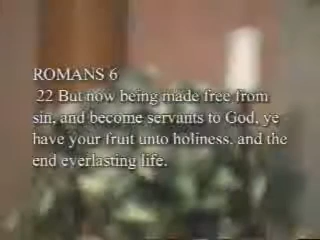 ROMANS 6
22 But now being made free from
sin, and become servants to God, ye
have your fruit unto holiness. and the
end everlasting life.